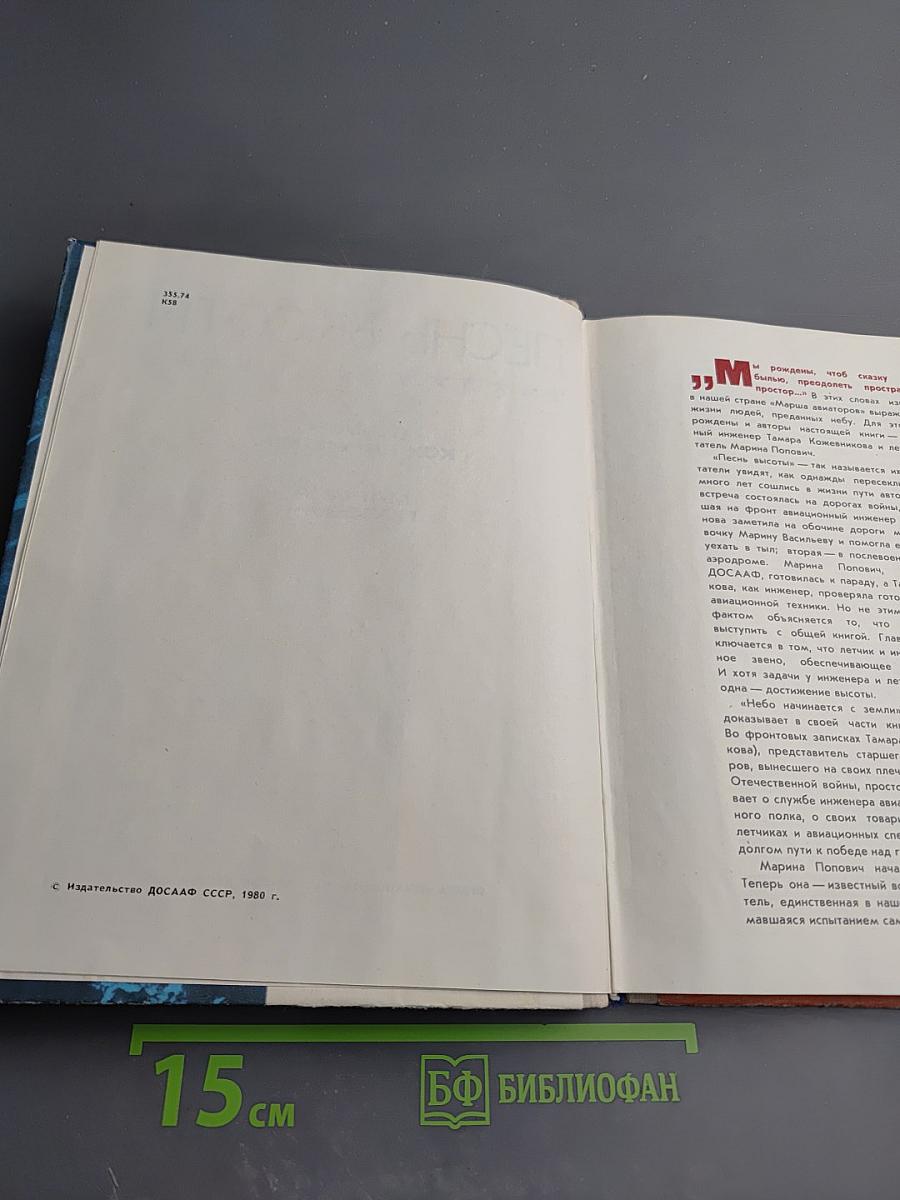 355.74
К58
© Издательство ДОСААФ СССР, 1980 г.
„Мы рождены, чтоб сказку
былью, преодолеть простра
простор...» В этих словах из
в нашей стране «Марша авиаторов» выраж
жизни людей, преданных небу. Для эт
рождены и авторы настоящей книги —
ный инженер Тамара Кожевникова и ле
татель Марина Попович.
«Песнь высоты» — так называется их
татели увидят, как однажды пересекли
много лет сошлись в жизни пути авто
встреча состоялась на дорогах войны,
шая на фронт авиационный инженер
нова заметила на обочине дороги м
вочку Марину Васильеву и помогла е
уехать в тыл; вторая — в послевоен
аэродроме. Марина Попович,
ДОСААФ, готовилась к параду, а Та
кова, как инженер, проверяла гото
авиационной техники. Но не этим
фактом объясняется то, что
выступить с общей книгой. Глав
ключается в том, что летчик и ин
ное звено, обеспечивающее
И хотя задачи у инженера и ле
одна — достижение высоты.
«Небо начинается с земли»
доказывает в своей части кни
Во фронтовых записках Тамара
кова), представитель старшег
ров, вынесшего на своих плеч
Отечественной войны, просто
вает о службе инженера авиа
ного полка, о своих товари
летчиках и авиационных спе
долгом пути к победе над г
Марина Попович нача
Теперь она — известный во
тель, единственная в наш
мавшаяся испытанием сам
15 см
БФ БИБЛИОФАН